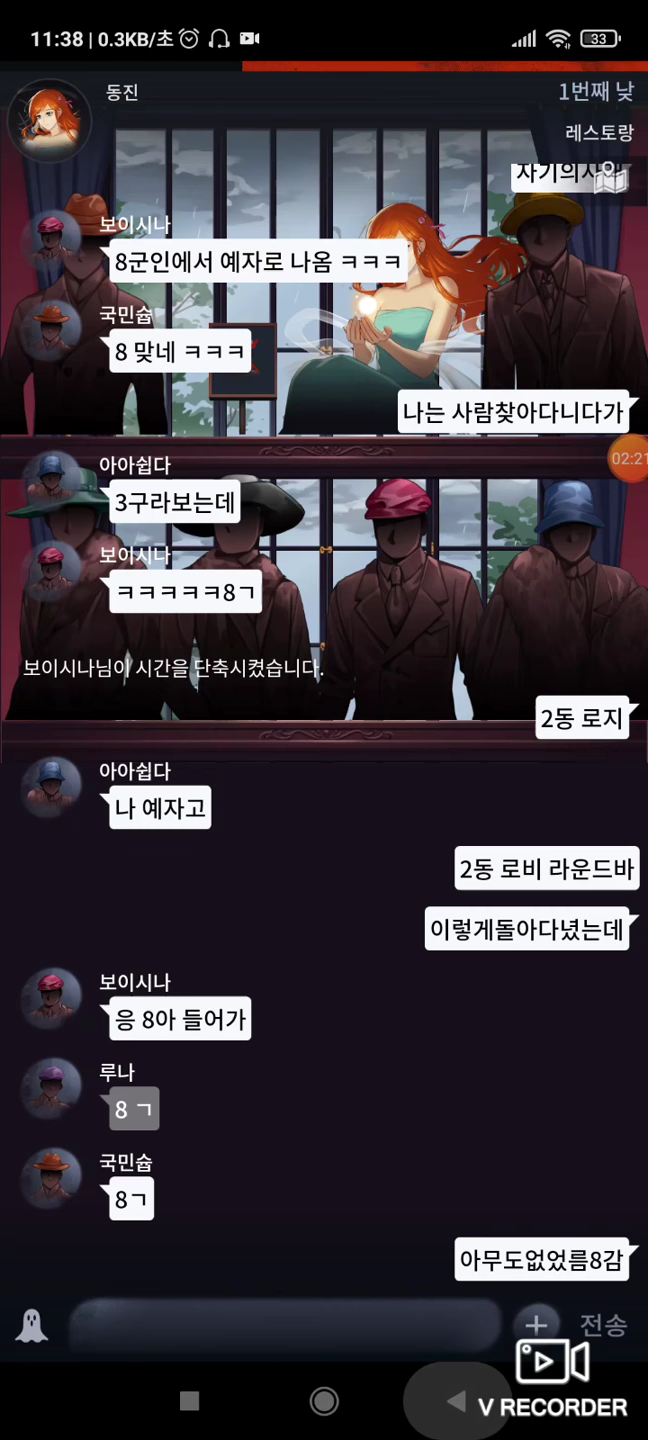 11:38 | 0.3KB/초
33
동진
1번째 낮
레스토랑
보이시나
8군인에서 예자로 나옴 ㅋㅋㅋ
국민슙
8 맞네 ㅋㅋㅋ
나는 사람찾아다니다가
02:21
아아쉽다
3구라보는데
보이시나
ㅋㅋㅋㅋㅋ8ㄱ
보이시나님이 시간을 단축시켰습니다.
2동 로지
아아쉽다
나 예자고
2동 로비 라운드바
이렇게돌아다녔는데
보이시나
응 8아 들어가
루나
8 ㄱ
국민슙
8ㄱ
아무도없었름8감
전송
V RECORDER